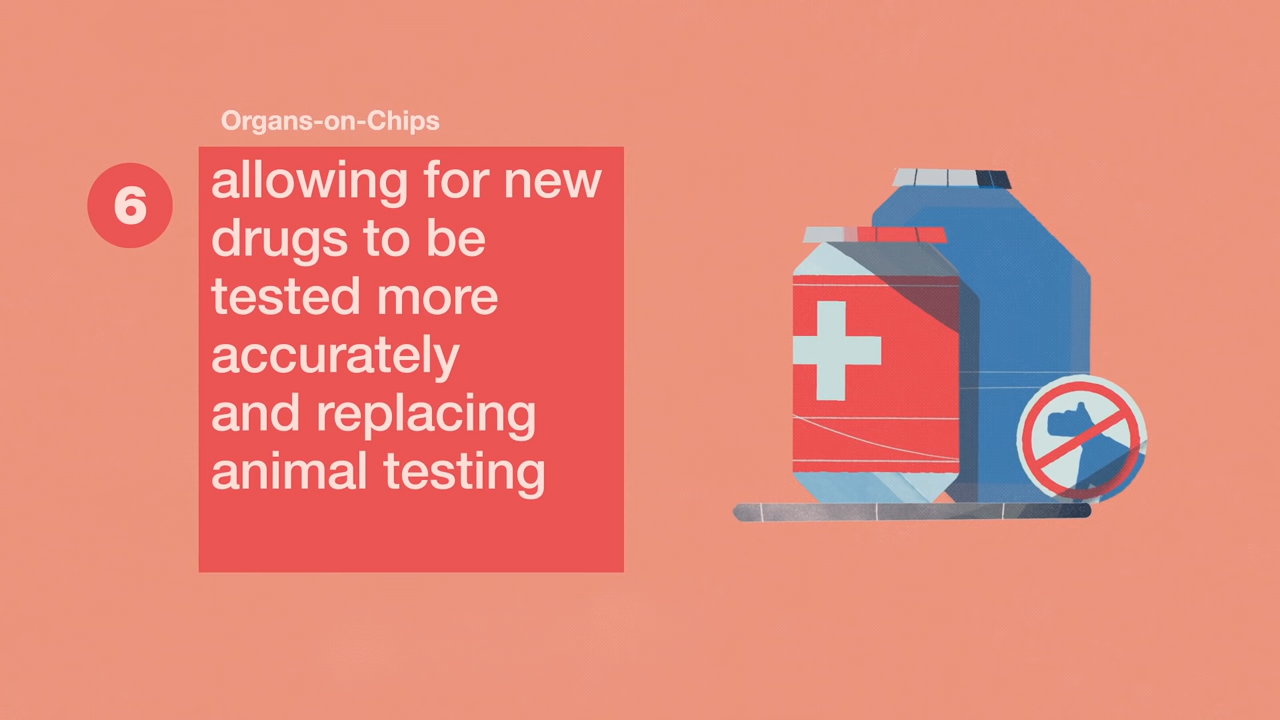 Organs-on-Chips
6
allowing for new
drugs to be
tested more
accurately
and replacing
animal testing